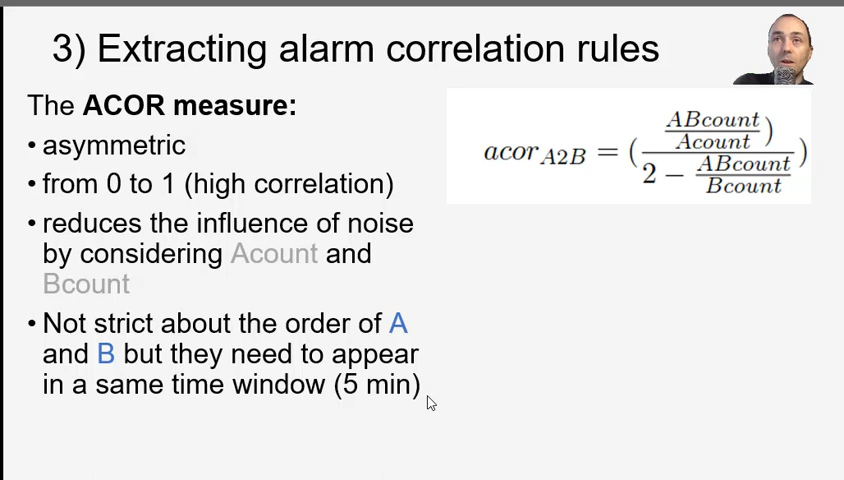 3) Extracting alarm correlation rules
The ACOR measure:
• asymmetric
• from 0 to 1 (high correlation)
• reduces the influence of noise
by considering Acount and
Bcount
• Not strict about the order of A
and B but they need to appear
in a same time window (5 min)
acor A2B = ( ABcount / Acount ) / 2 − ABcount / Bcount )